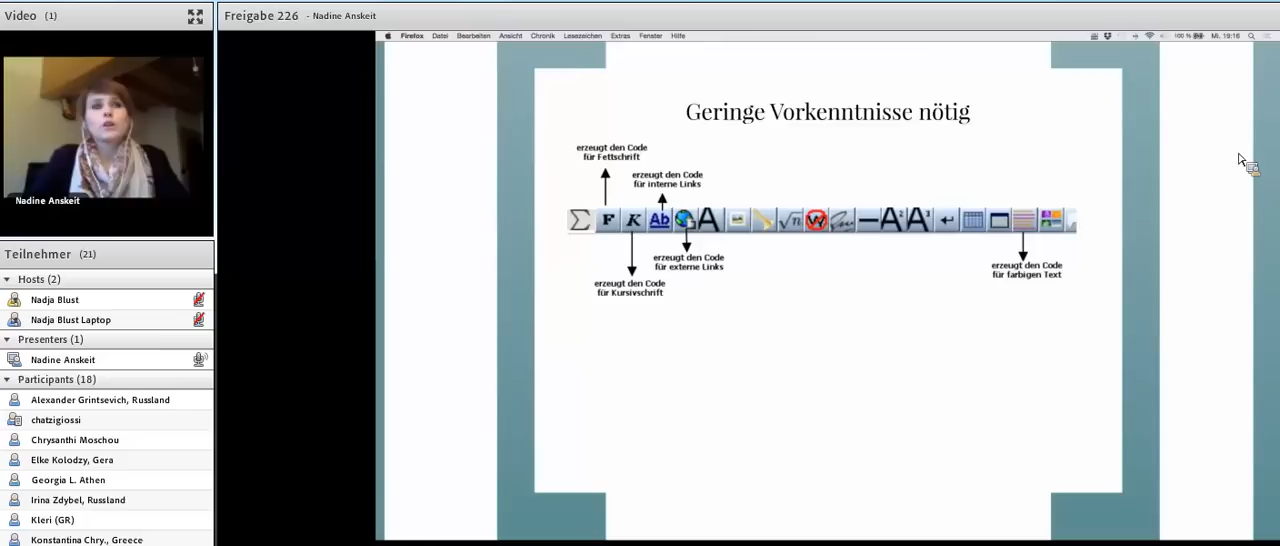 Video (1)
Nadine Anskeit
Teilnehmer (21)
Hosts (2)
Nadja Blust
Nadja Blust Laptop
Presenters (1)
Nadine Anskeit
Participants (18)
Alexander Grintsevich, Russland
chatzigiossi
Chrysanthi Moschou
Elke Kolodzy, Gera
Georgia L. Athen
Irina Zdybel, Russland
Kleri (GR)
Konstantina Chry., Greece
Freigabe 226 - Nadine Anskeit
Firefox Datei Bearbeiten Ansicht Chronik Lesezeichen Extras Fenster Hilfe
100 % Mi. 19:16
Geringe Vorkenntnisse nötig
erzeugt den Code
für Fettschrift
erzeugt den Code
für interne Links
F K Ab A √n W A² A³
erzeugt den Code
für externe Links
erzeugt den Code
für Kursivschrift
erzeugt den Code
für farbigen Text